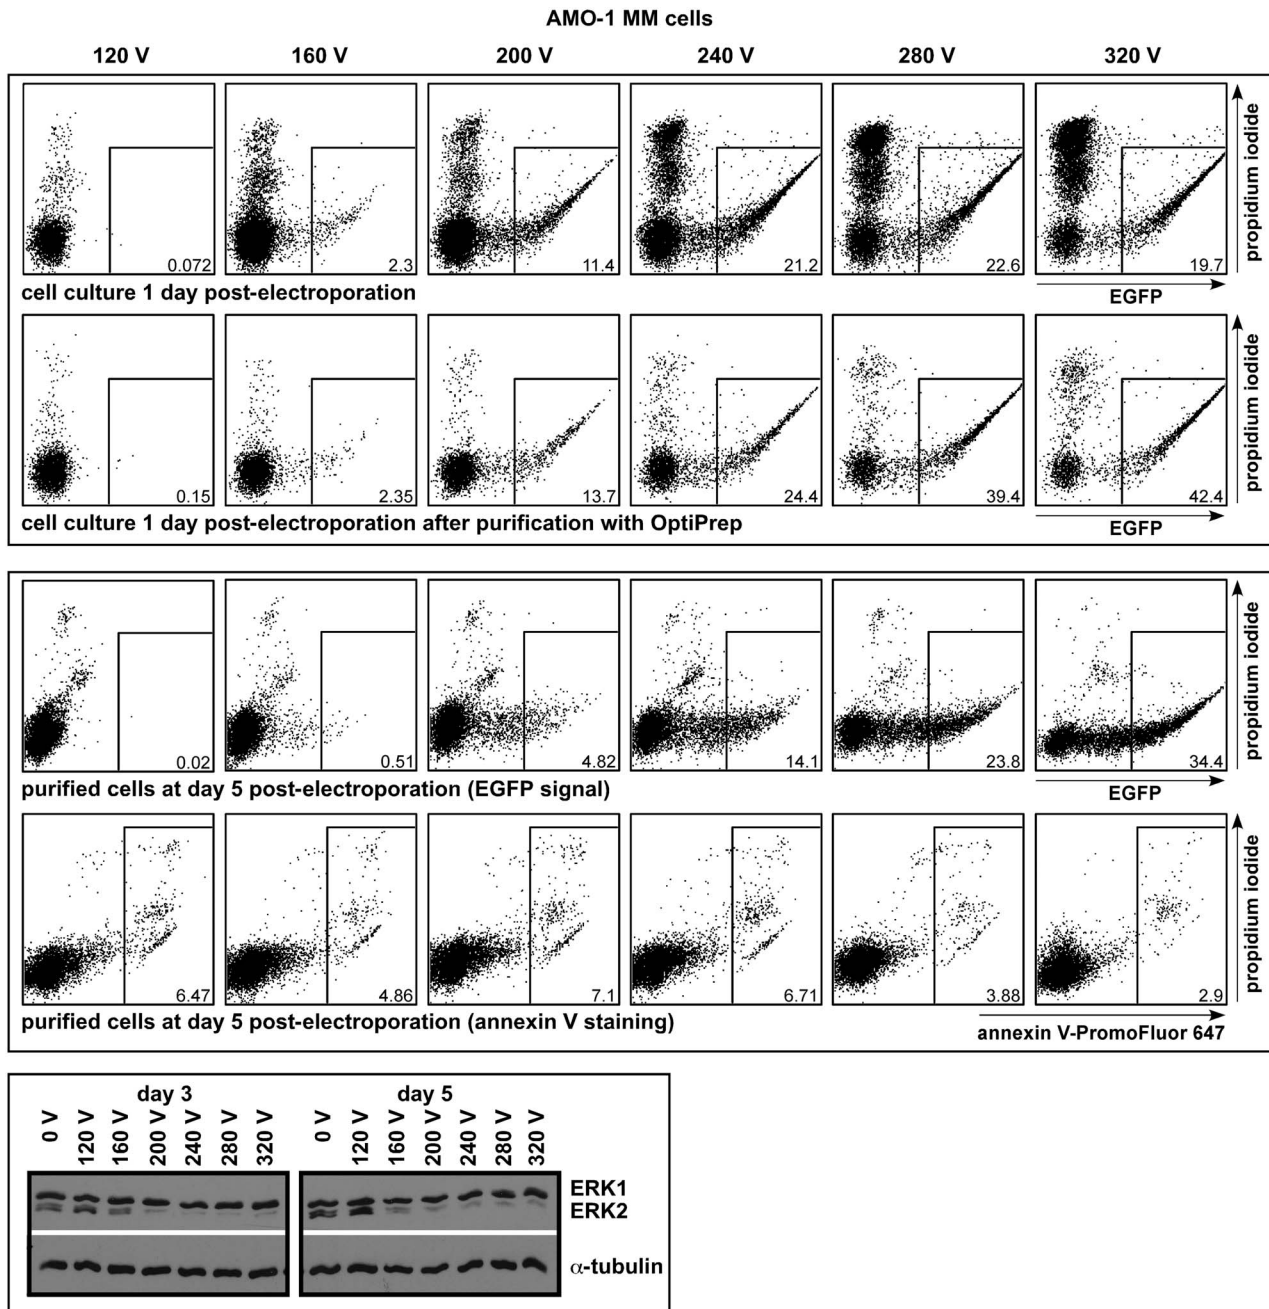 AMO-1 MM cells
120 V 160 V 200 V 240 V 280 V 320 V
0.072 2.3 11.4 21.2 22.6 19.7
propidium iodide
cell culture 1 day post-electroporation
EGFP
0.15 2.35 13.7 24.4 39.4 42.4
propidium iodide
cell culture 1 day post-electroporation after purification with OptiPrep
EGFP
0.02 0.51 4.82 14.1 23.8 34.4
propidium iodide
purified cells at day 5 post-electroporation (EGFP signal)
EGFP
6.47 4.86 7.1 6.71 3.88 2.9
propidium iodide
purified cells at day 5 post-electroporation (annexin V staining)
annexin V-PromoFluor 647
day 3 day 5
0 V 120 V 160 V 200 V 240 V 280 V 320 V 0 V 120 V 160 V 200 V 240 V 280 V 320 V
ERK1
ERK2
α-tubulin